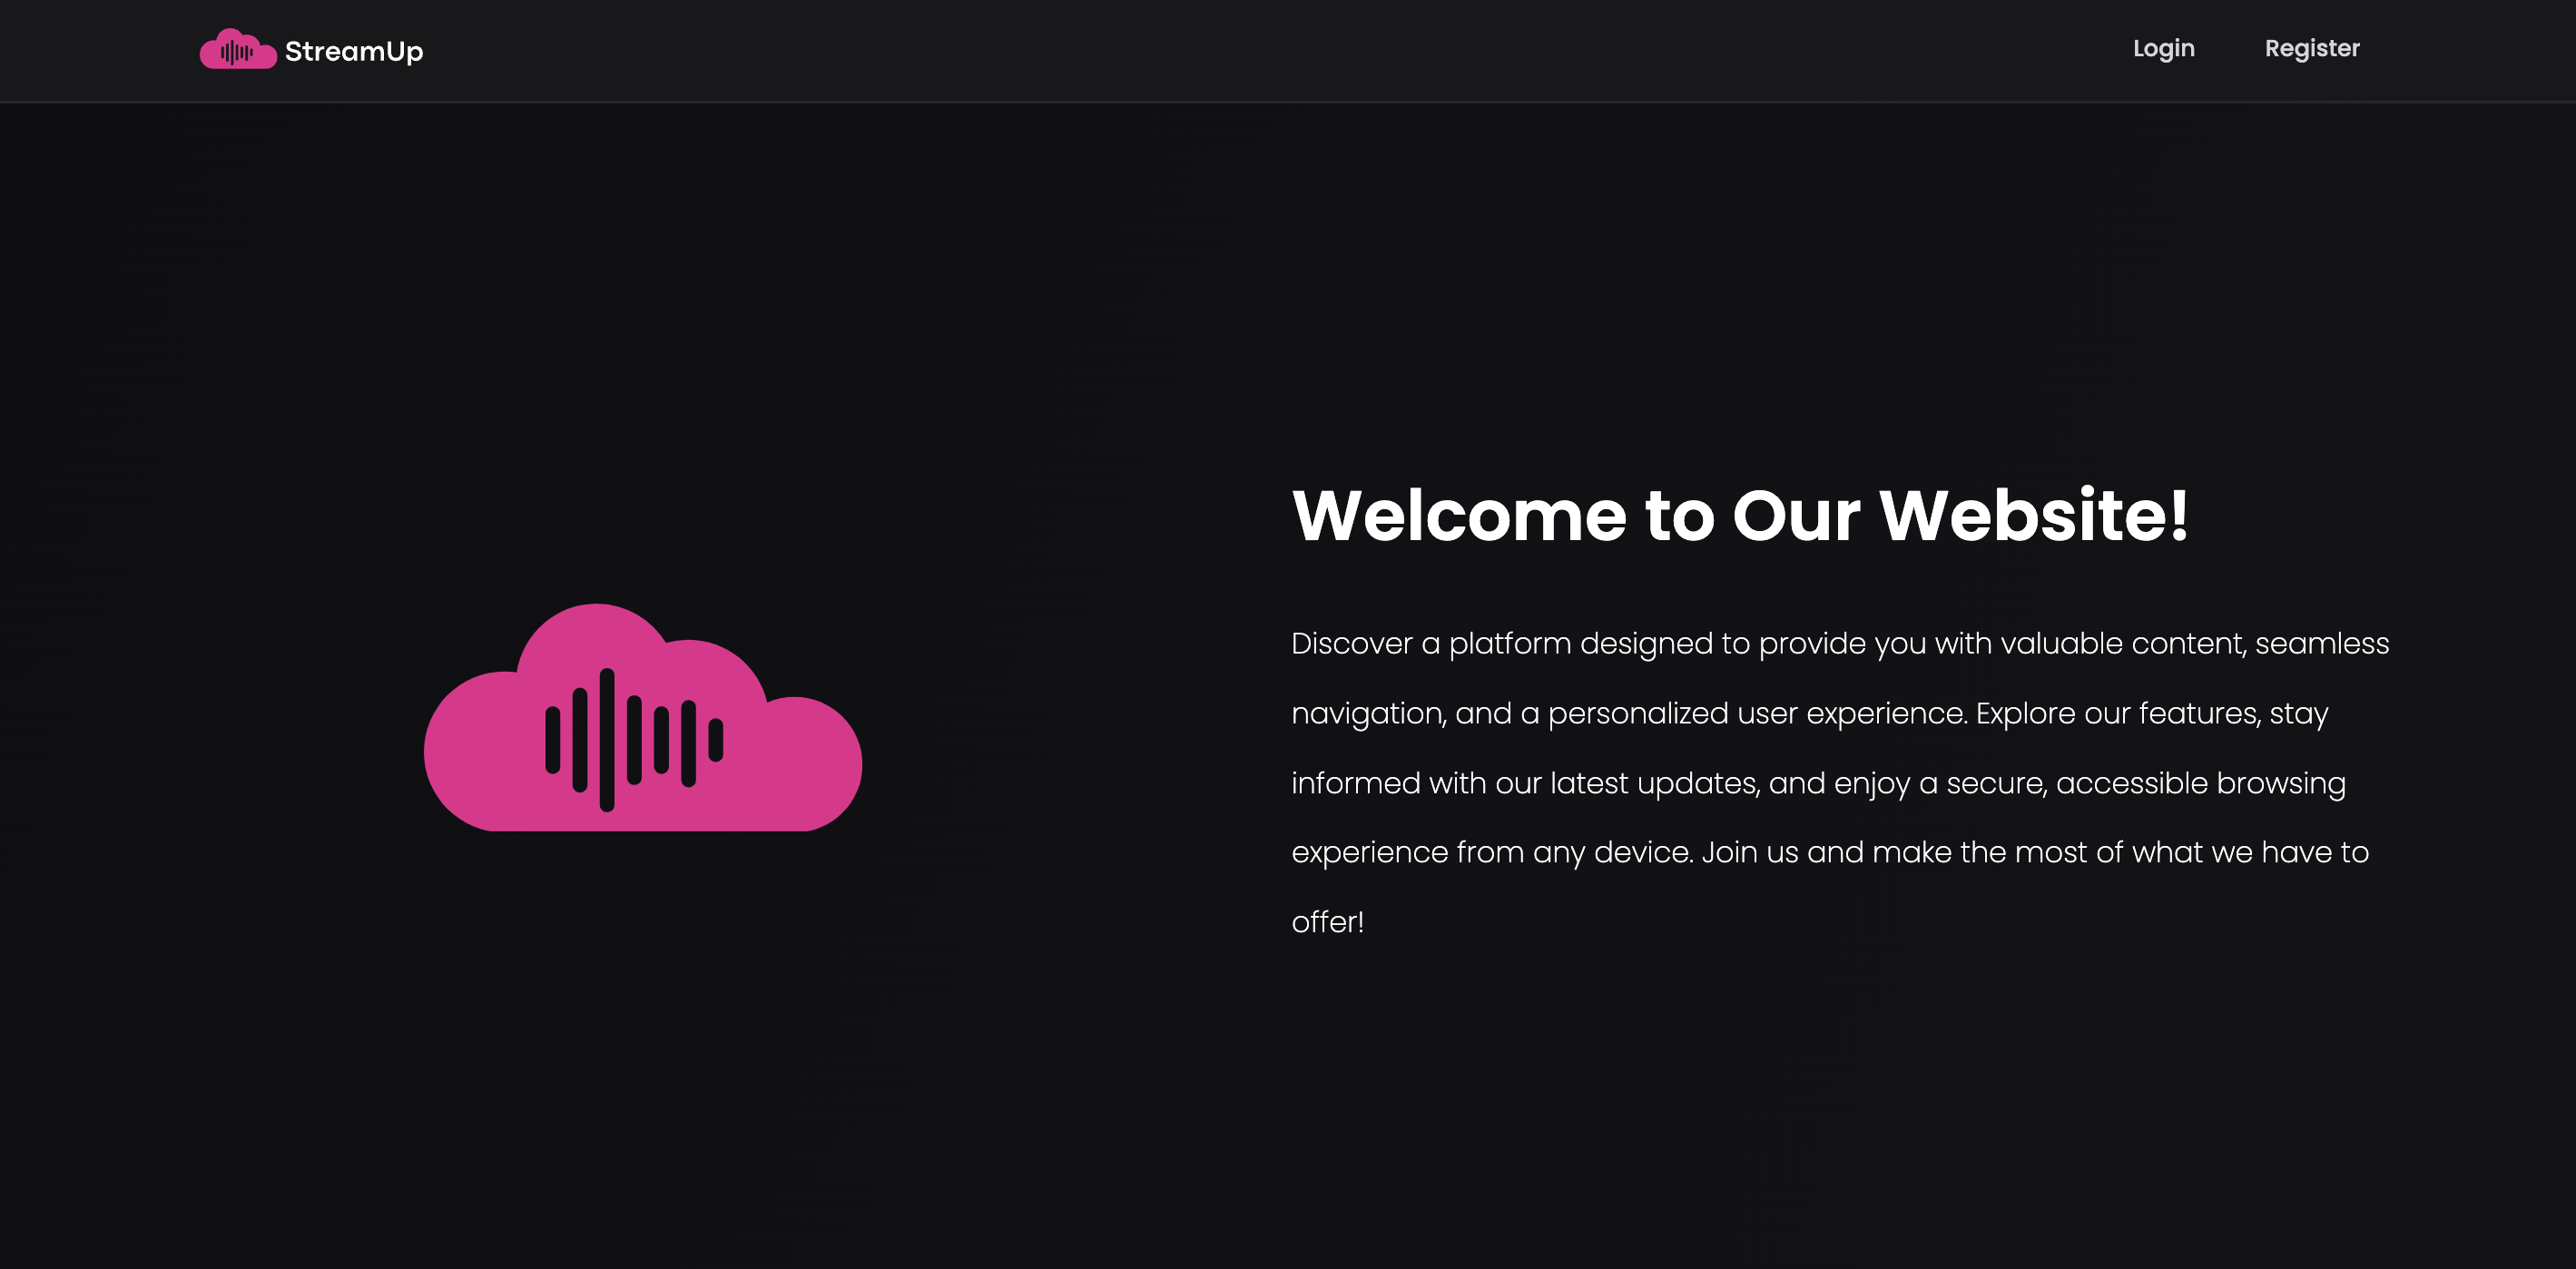 StreamUp
Login
Register
Welcome to Our Website!
Discover a platform designed to provide you with valuable content, seamless
navigation, and a personalized user experience. Explore our features, stay
informed with our latest updates, and enjoy a secure, accessible browsing
experience from any device. Join us and make the most of what we have to
offer!